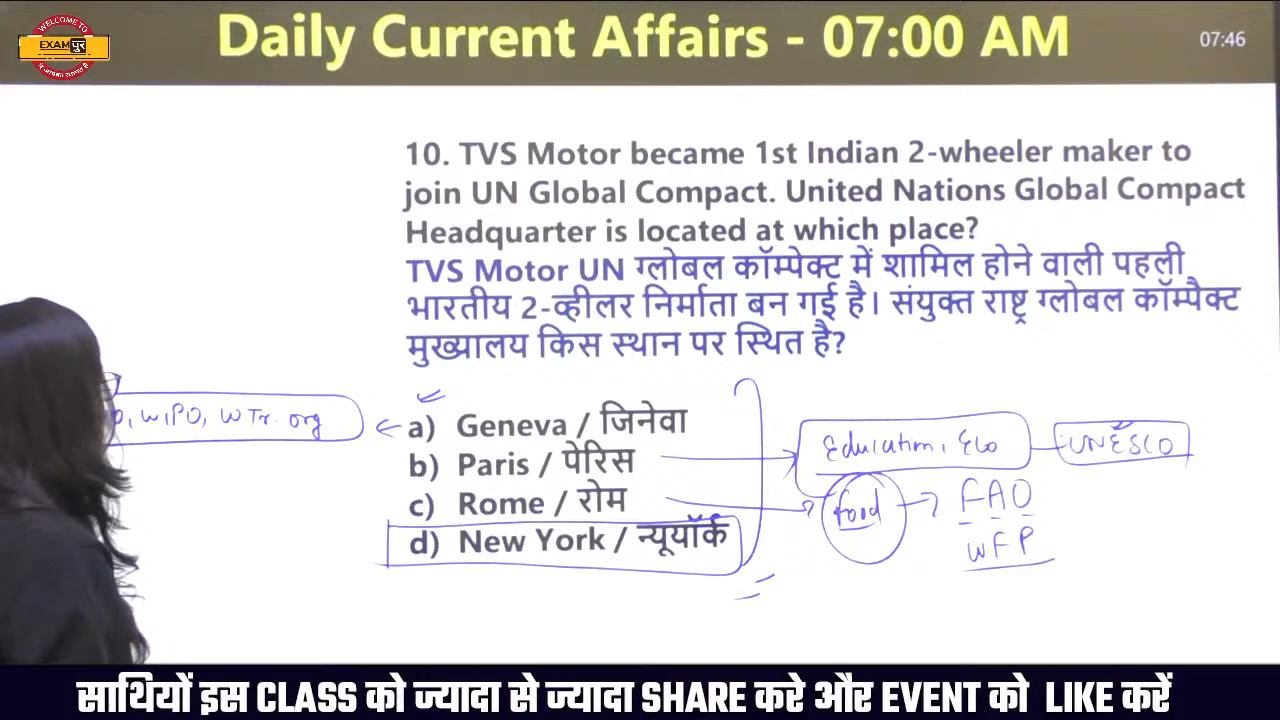 WELCOME TO
EXAM पुर
Daily Current Affairs - 07:00 AM
07:46
10. TVS Motor became 1st Indian 2-wheeler maker to
join UN Global Compact. United Nations Global Compact
Headquarter is located at which place?
TVS Motor UN ग्लोबल कॉम्पेक्ट में शामिल होने वाली पहली
भारतीय 2-व्हीलर निर्माता बन गई है। संयुक्त राष्ट्र ग्लोबल कॉम्पैक्ट
मुख्यालय किस स्थान पर स्थित है?
O, WIPO, WTr. org
a) Geneva / जिनेवा
b) Paris / पेरिस
Education, Eco
UNESCO
c) Rome / रोम
food
FAO
WFP
d) New York / न्यूयॉर्क
साथियों इस CLASS को ज्यादा से ज्यादा SHARE करे और EVENT को LIKE करें